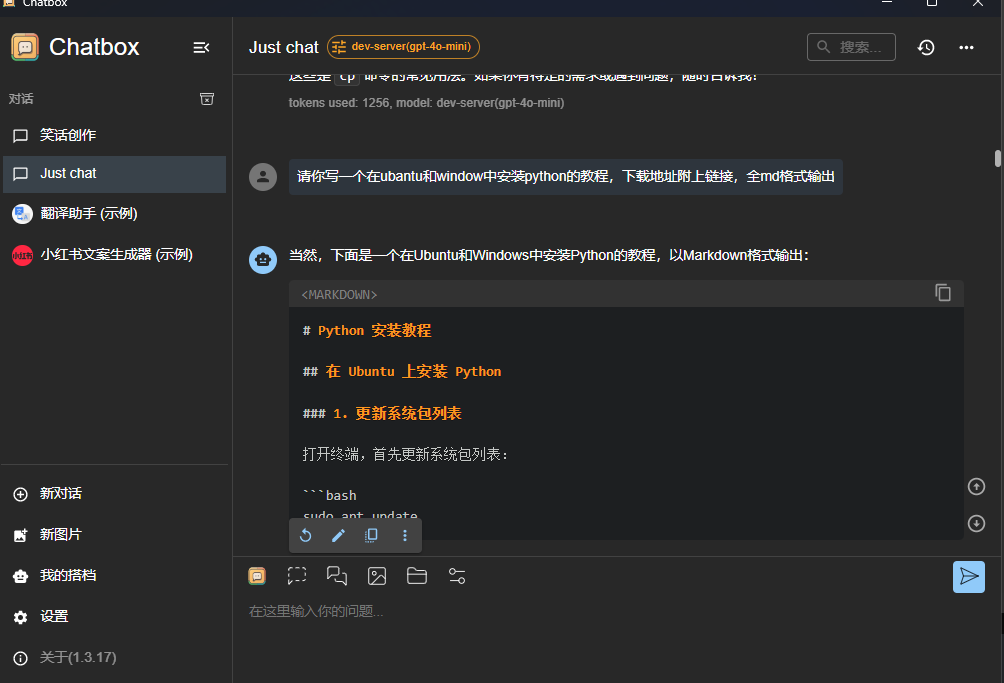 Chatbox
Chatbox
Just chat
dev-server(gpt-4o-mini)
搜索...
对话
笑话创作
Just chat
翻译助手 (示例)
小红书文案生成器 (示例)
新对话
新图片
我的搭档
设置
关于(1.3.17)
这些是 cp 命令的常见用法。如果你有特定的需求或遇到问题，随时告诉我！
tokens used: 1256, model: dev-server(gpt-4o-mini)
请你写一个在ubantu和window中安装python的教程，下载地址附上链接，全md格式输出
当然，下面是一个在Ubuntu和Windows中安装Python的教程，以Markdown格式输出：
<MARKDOWN>
# Python 安装教程
## 在 Ubuntu 上安装 Python
### 1. 更新系统包列表
打开终端，首先更新系统包列表：
```bash
sudo apt update
在这里输入你的问题...